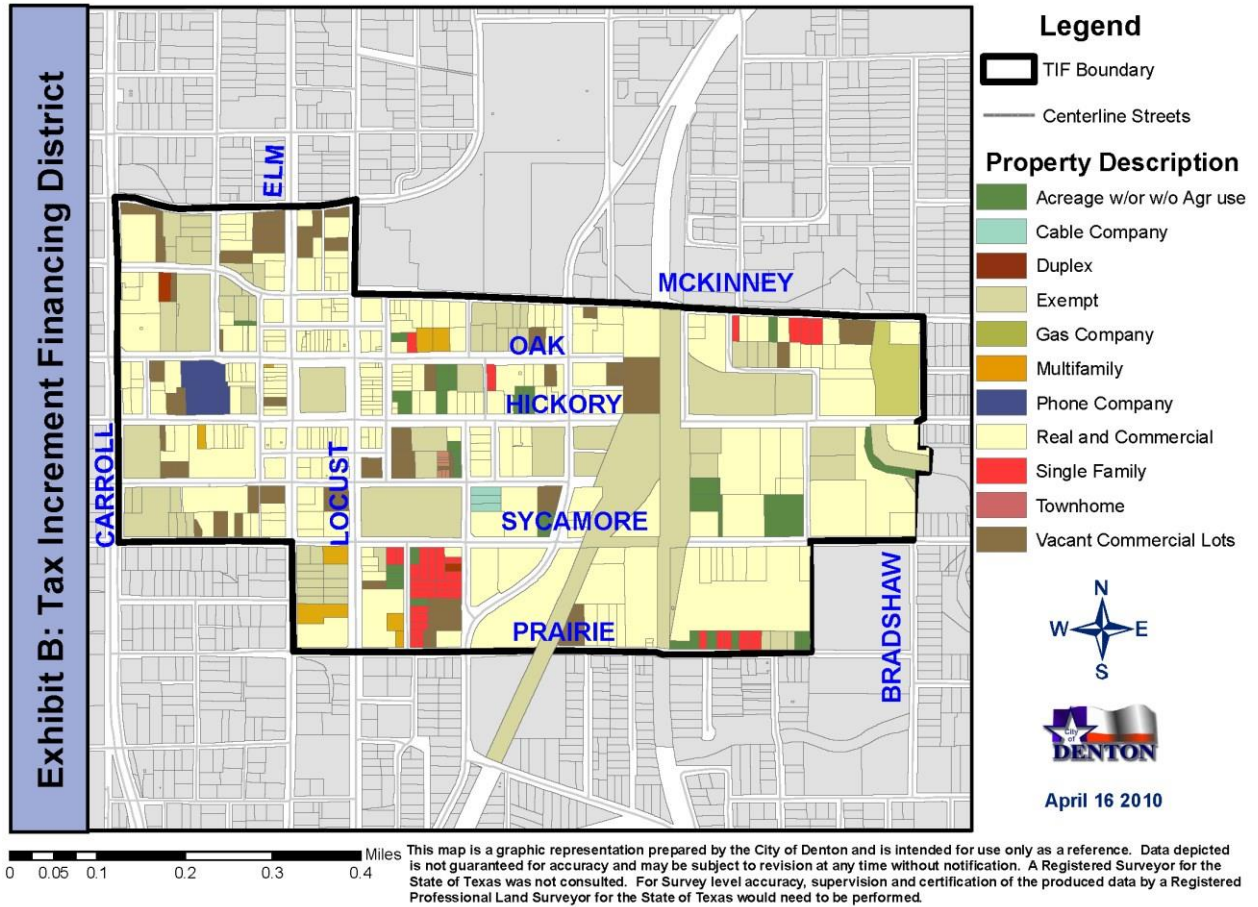 Exhibit B: Tax Increment Financing District
ELM
MCKINNEY
OAK
HICKORY
CARROLL
LOCUST
SYCAMORE
PRAIRIE
BRADSHAW
Legend
TIF Boundary
Centerline Streets
Property Description
Acreage w/or w/o Agr use
Cable Company
Duplex
Exempt
Gas Company
Multifamily
Phone Company
Real and Commercial
Single Family
Townhome
Vacant Commercial Lots
N
W E
S
City
of
DENTON
April 16 2010
Miles
0 0.05 0.1 0.2 0.3 0.4
This map is a graphic representation prepared by the City of Denton and is intended for use only as a reference. Data depicted
is not guaranteed for accuracy and may be subject to revision at any time without notification. A Registered Surveyor for the
State of Texas was not consulted. For Survey level accuracy, supervision and certification of the produced data by a Registered
Professional Land Surveyor for the State of Texas would need to be performed.